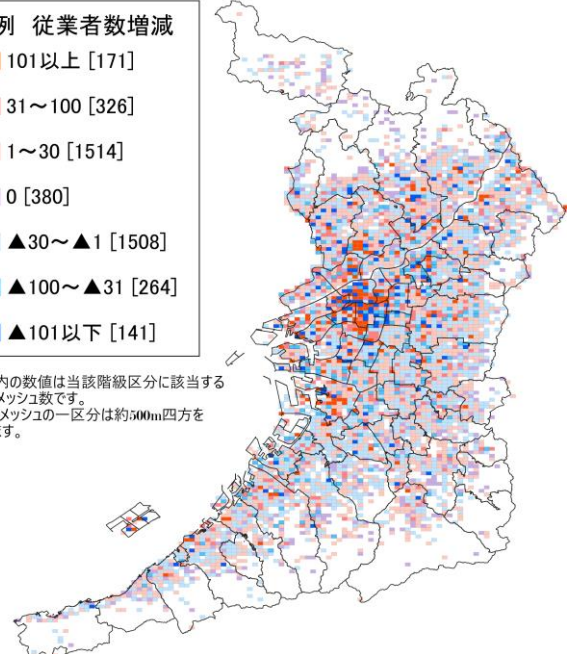 例 従業者数増減
101以上 [171]
31～100 [326]
1～30 [1514]
0 [380]
▲30～▲1 [1508]
▲100～▲31 [264]
▲101以下 [141]
内の数値は当該階級区分に該当する
メッシュ数です。
メッシュの一区分は約500m四方を
ます。